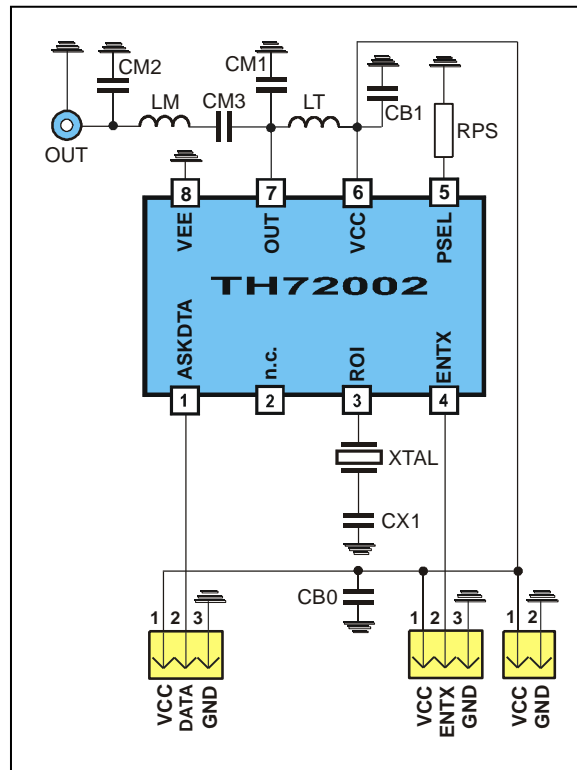 CM2
CM1
LM
CM3
LT
CB1
RPS
OUT
8
7
6
5
VEE
OUT
VCC
PSEL
TH72002
ASKDTA
n.c.
ROI
ENTX
1
2
3
4
XTAL
CX1
CB0
1 2 3
1 2 3
1 2
VCC
DATA
GND
VCC
ENTX
GND
VCC
GND